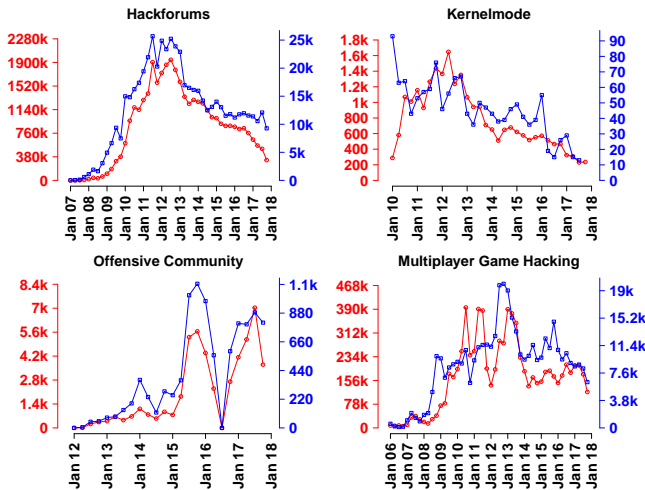 Hackforums
2280k
1900k
1520k
1140k
760k
380k
0
25k
20k
15k
10k
5k
0
Jan 07
Jan 08
Jan 09
Jan 10
Jan 11
Jan 12
Jan 13
Jan 14
Jan 15
Jan 16
Jan 17
Jan 18
Kernelmode
1.8k
1.6k
1.4k
1.2k
1k
800
600
400
200
0
90
80
70
60
50
40
30
20
10
0
Jan 10
Jan 11
Jan 12
Jan 13
Jan 14
Jan 15
Jan 16
Jan 17
Jan 18
Offensive Community
8.4k
7k
5.6k
4.2k
2.8k
1.4k
0
1.1k
880
660
440
220
0
Jan 12
Jan 13
Jan 14
Jan 15
Jan 16
Jan 17
Jan 18
Multiplayer Game Hacking
468k
390k
312k
234k
156k
78k
0
19k
15.2k
11.4k
7.6k
3.8k
0
Jan 06
Jan 07
Jan 08
Jan 09
Jan 10
Jan 11
Jan 12
Jan 13
Jan 14
Jan 15
Jan 16
Jan 17
Jan 18